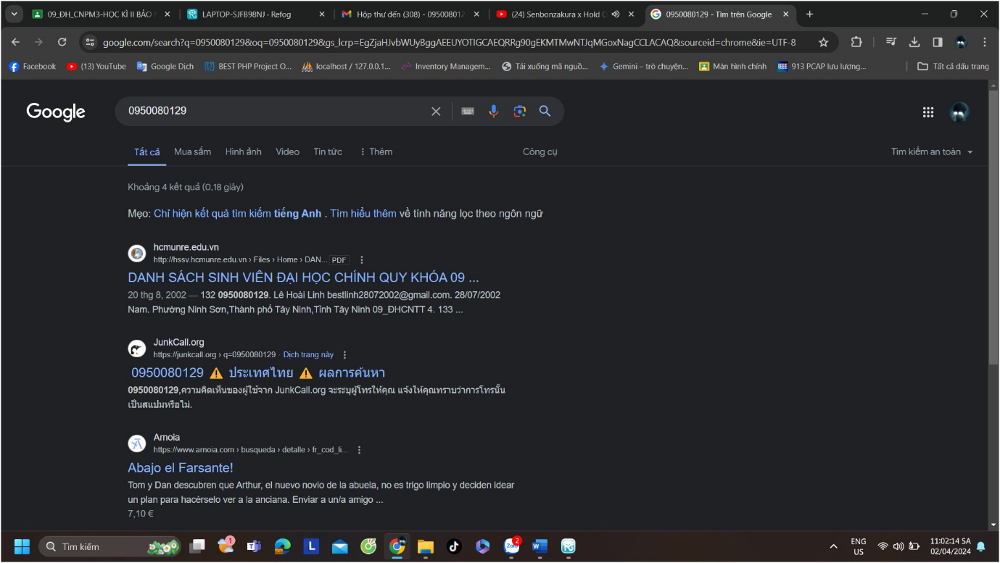 09_ĐH_CNPM3-HỌC KÌ II BẢO
LAPTOP-SJFB98NJ - Refog
Hộp thư đến (308) - 095008012
(24) Senbonzakura x Hold
0950080129 - Tìm trên Google
google.com/search?q=0950080129&oq=0950080129&gs_lcrp=EgZjaHJvbWUyBggAEEUYOTIGCAEQRRg90gEKMTMwNTJqMGoxNagCCLACAQ&sourceid=chrome&ie=UTF-8
Facebook
(13) YouTube
Google Dịch
BEST PHP Project O...
localhost / 127.0.0.1...
Inventory Managem...
Tải xuống mã nguồ...
Gemini – trò chuyện...
Màn hình chính
IEEE
913 PCAP lưu lượng...
Tất cả dấu trang
Google
0950080129
Tất cả
Mua sắm
Hình ảnh
Video
Tin tức
Thêm
Công cụ
Tìm kiếm an toàn
Khoảng 4 kết quả (0,18 giây)
Mẹo: Chỉ hiện kết quả tìm kiếm tiếng Anh . Tìm hiểu thêm về tính năng lọc theo ngôn ngữ
hcmunre.edu.vn
http://hssv.hcmunre.edu.vn › Files › Home › DAN... PDF
DANH SÁCH SINH VIÊN ĐẠI HỌC CHÍNH QUY KHÓA 09 ...
20 thg 8, 2002 — 132 0950080129. Lê Hoài Linh bestlinh28072002@gmail.com. 28/07/2002
Nam. Phường Ninh Sơn,Thành phố Tây Ninh,Tỉnh Tây Ninh 09_ĐHCNTT 4. 133 ...
JunkCall.org
https://junkcall.org › q=0950080129 · Dịch trang này
0950080129 ⚠ ประเทศไทย ⚠ ผลการค้นหา
0950080129,ความคิดเห็นของผู้ใช้จาก JunkCall.org จะระบุผู้โทรให้คุณ แจ้งให้คุณทราบว่าการโทรนั้น
เป็นสแปมหรือไม่.
Arnoia
https://www.arnoia.com › busqueda › detalle › fr_cod_li...
Abajo el Farsante!
Tom y Dan descubren que Arthur, el nuevo novio de la abuela, no es trigo limpio y deciden idear
un plan para hacérselo ver a la anciana. Enviar a un/a amigo ...
7,10 €
Tìm kiếm
1
L
Zalo
2
W
ENG
US
11:02:14 SA
02/04/2024